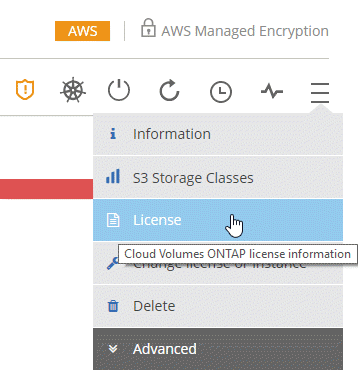 AWS
AWS Managed Encryption
Information
S3 Storage Classes
License
Cloud Volumes ONTAP license information
Change license or instance
Delete
Advanced